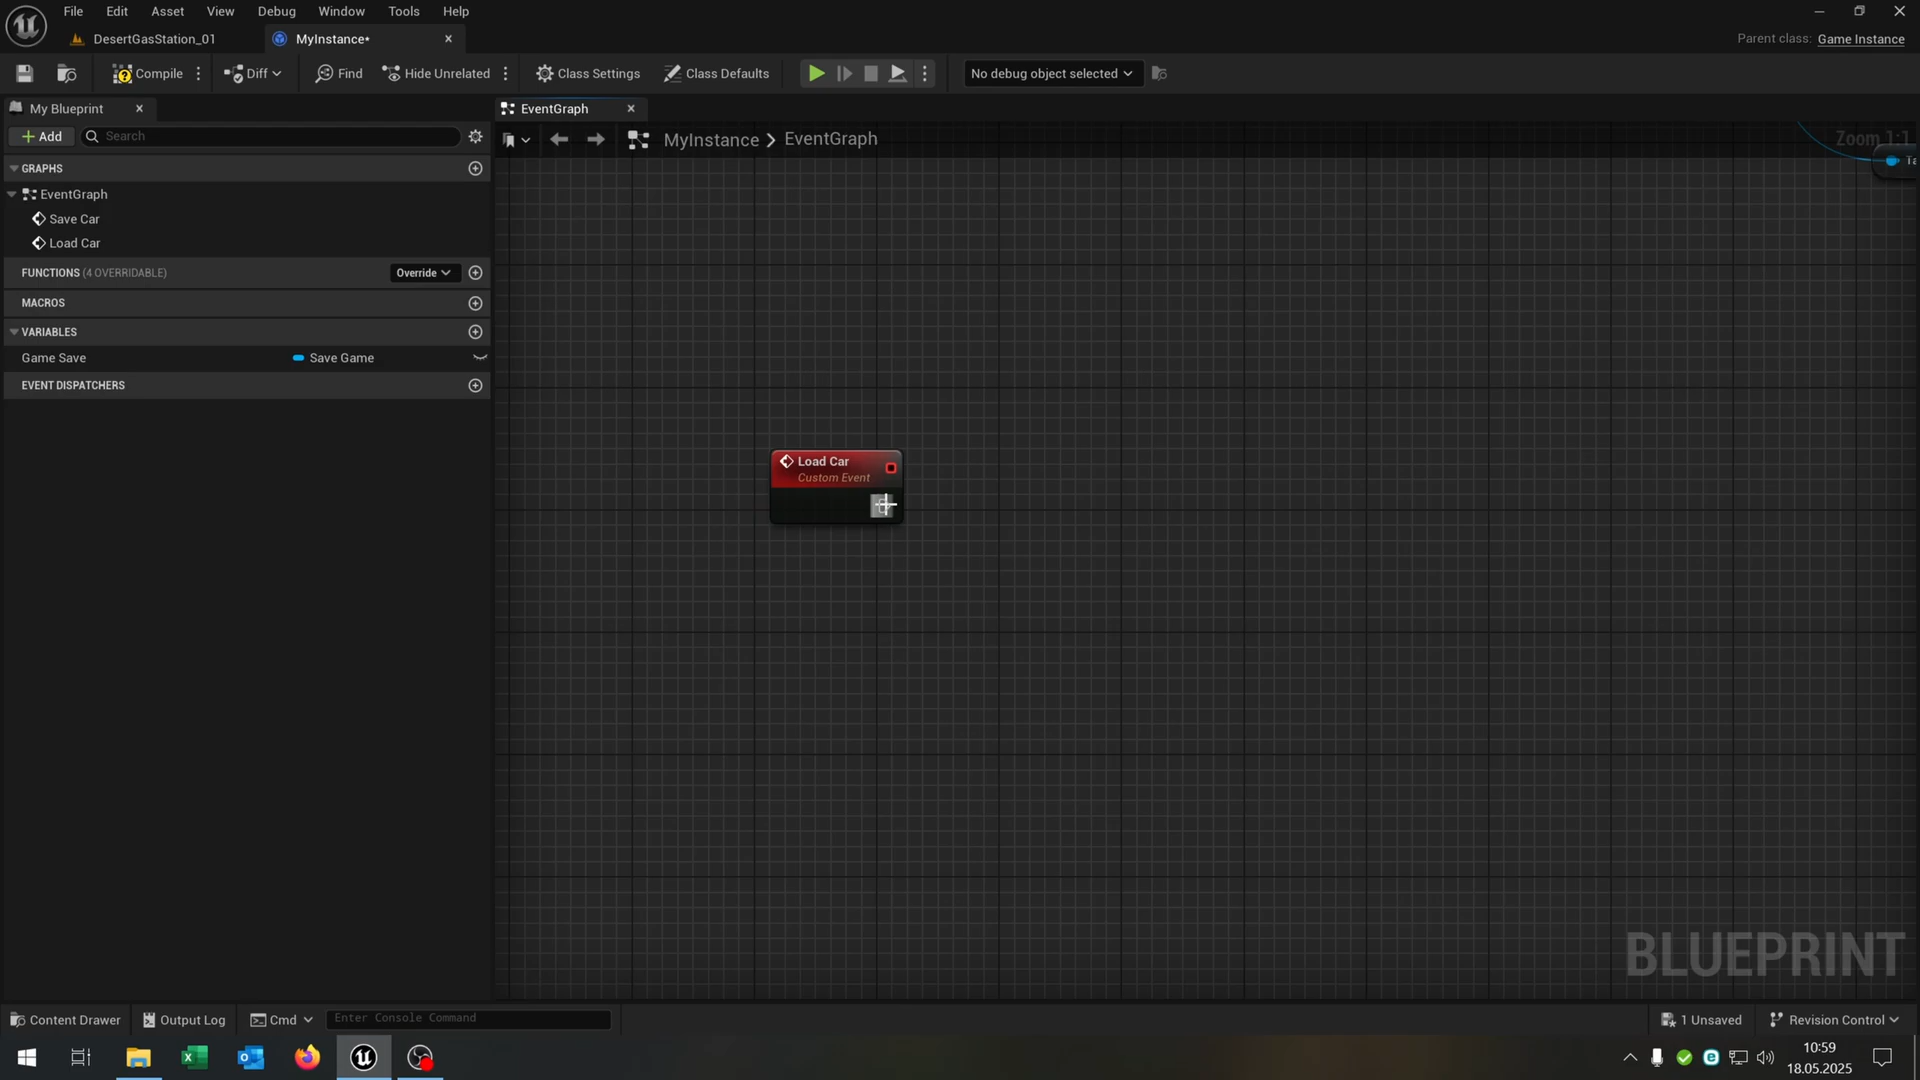 File Edit Asset View Debug Window Tools Help
DesertGasStation_01
MyInstance*
Parent class: Game Instance
Compile
Diff
Find
Hide Unrelated
Class Settings
Class Defaults
No debug object selected
My Blueprint
EventGraph
Add
Search
MyInstance > EventGraph
Zoom 1:1
Ta
GRAPHS
EventGraph
Save Car
Load Car
FUNCTIONS (4 OVERRIDABLE)
Override
MACROS
VARIABLES
Game Save
Save Game
EVENT DISPATCHERS
Load Car
Custom Event
BLUEPRINT
Content Drawer
Output Log
Cmd
Enter Console Command
1 Unsaved
Revision Control
10:59
18.05.2025